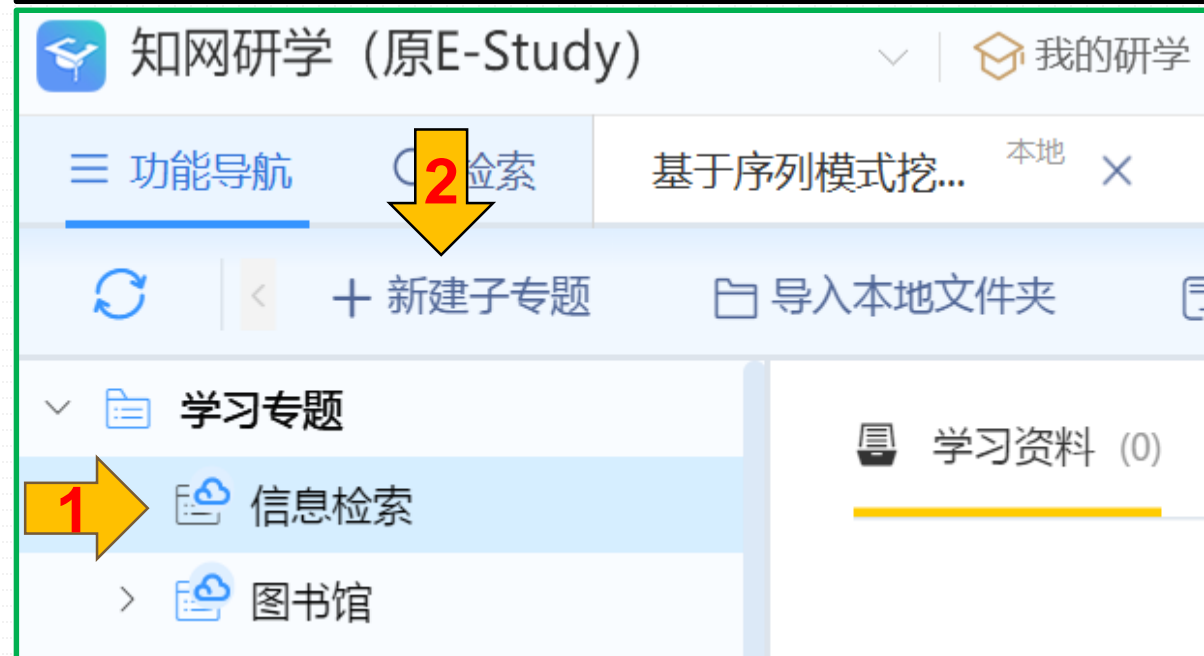 知网研学（原E-Study） 我的研学
功能导航 检索 基于序列模式挖... 本地
2
新建子专题 导入本地文件夹
学习专题
学习资料 (0)
1 信息检索
图书馆